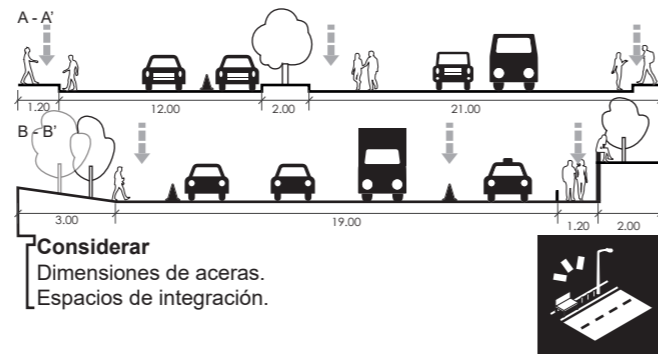 A - A'
1.20 12.00 2.00 21.00
B - B'
3.00 19.00 1.20 2.00
Considerar
Dimensiones de aceras.
Espacios de integración.